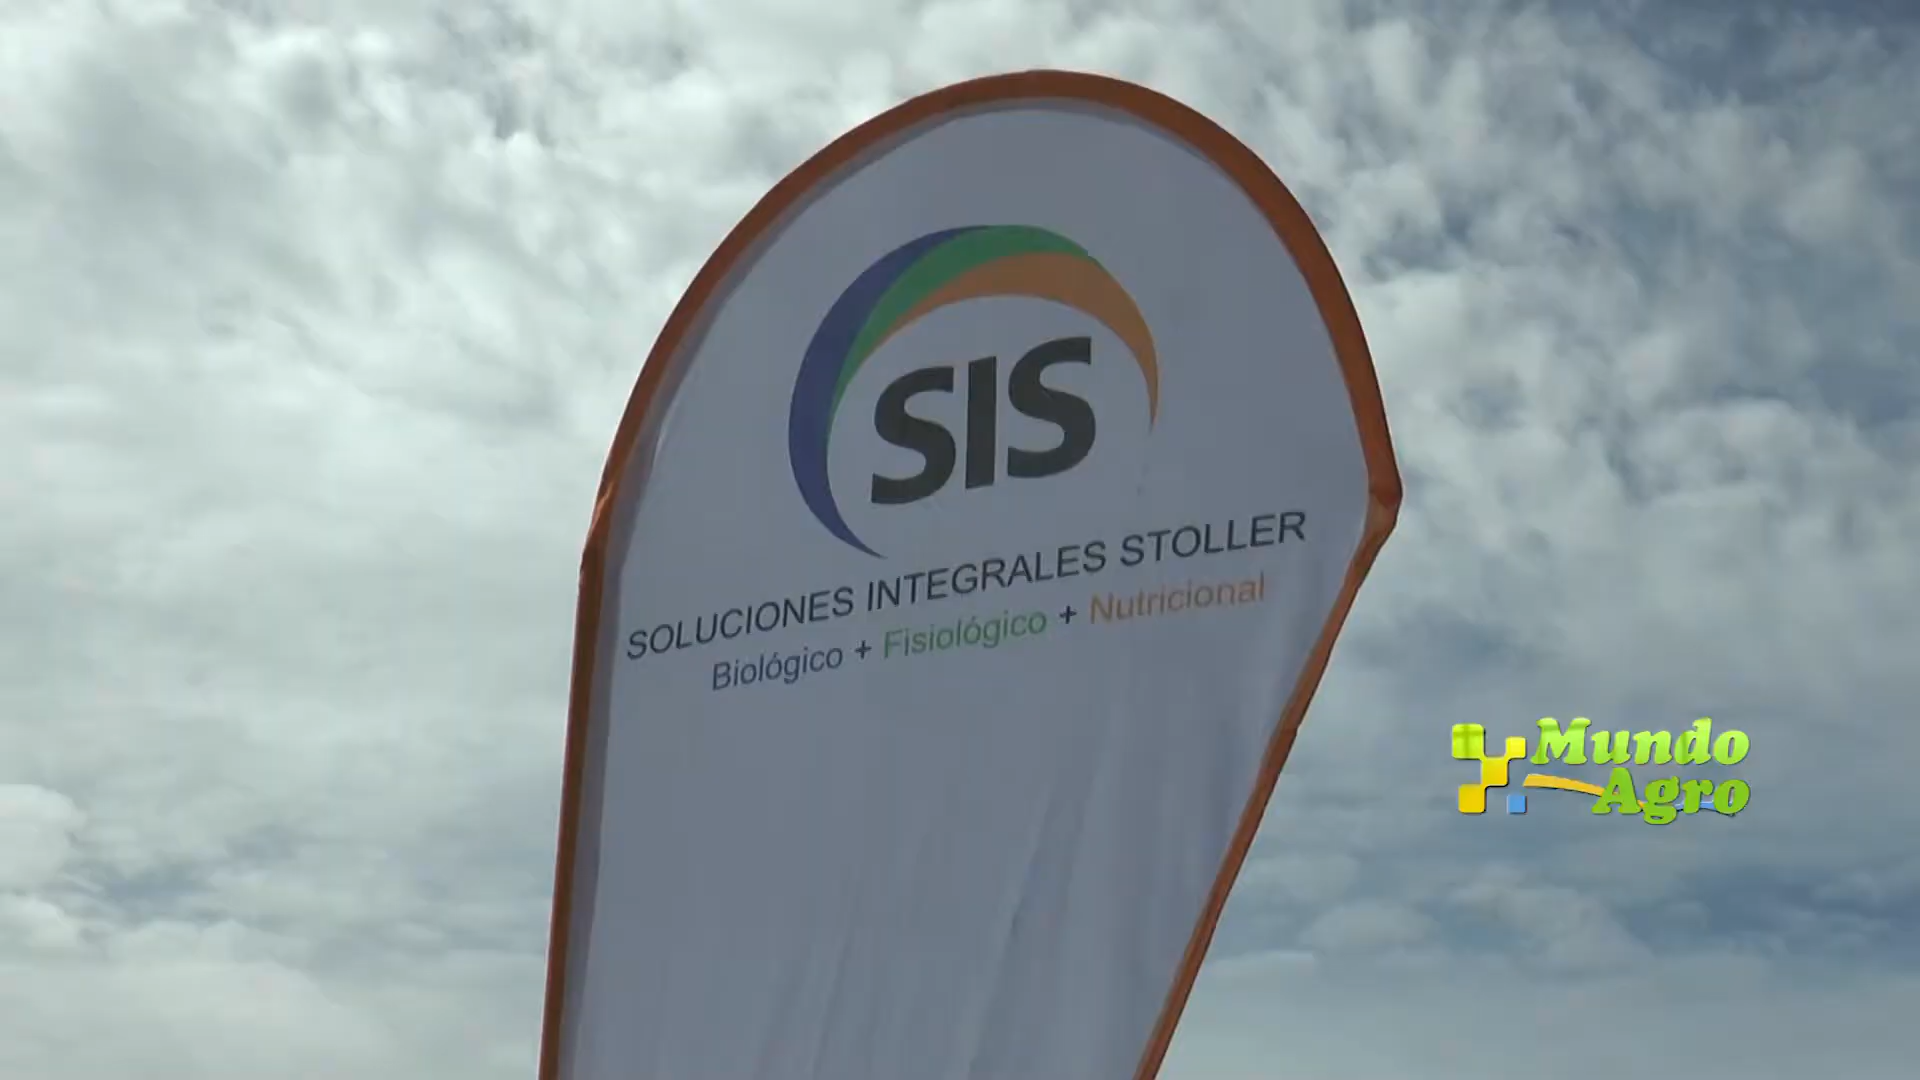 SIS
SOLUCIONES INTEGRALES STOLLER
Biológico + Fisiológico + Nutricional
Mundo
Agro